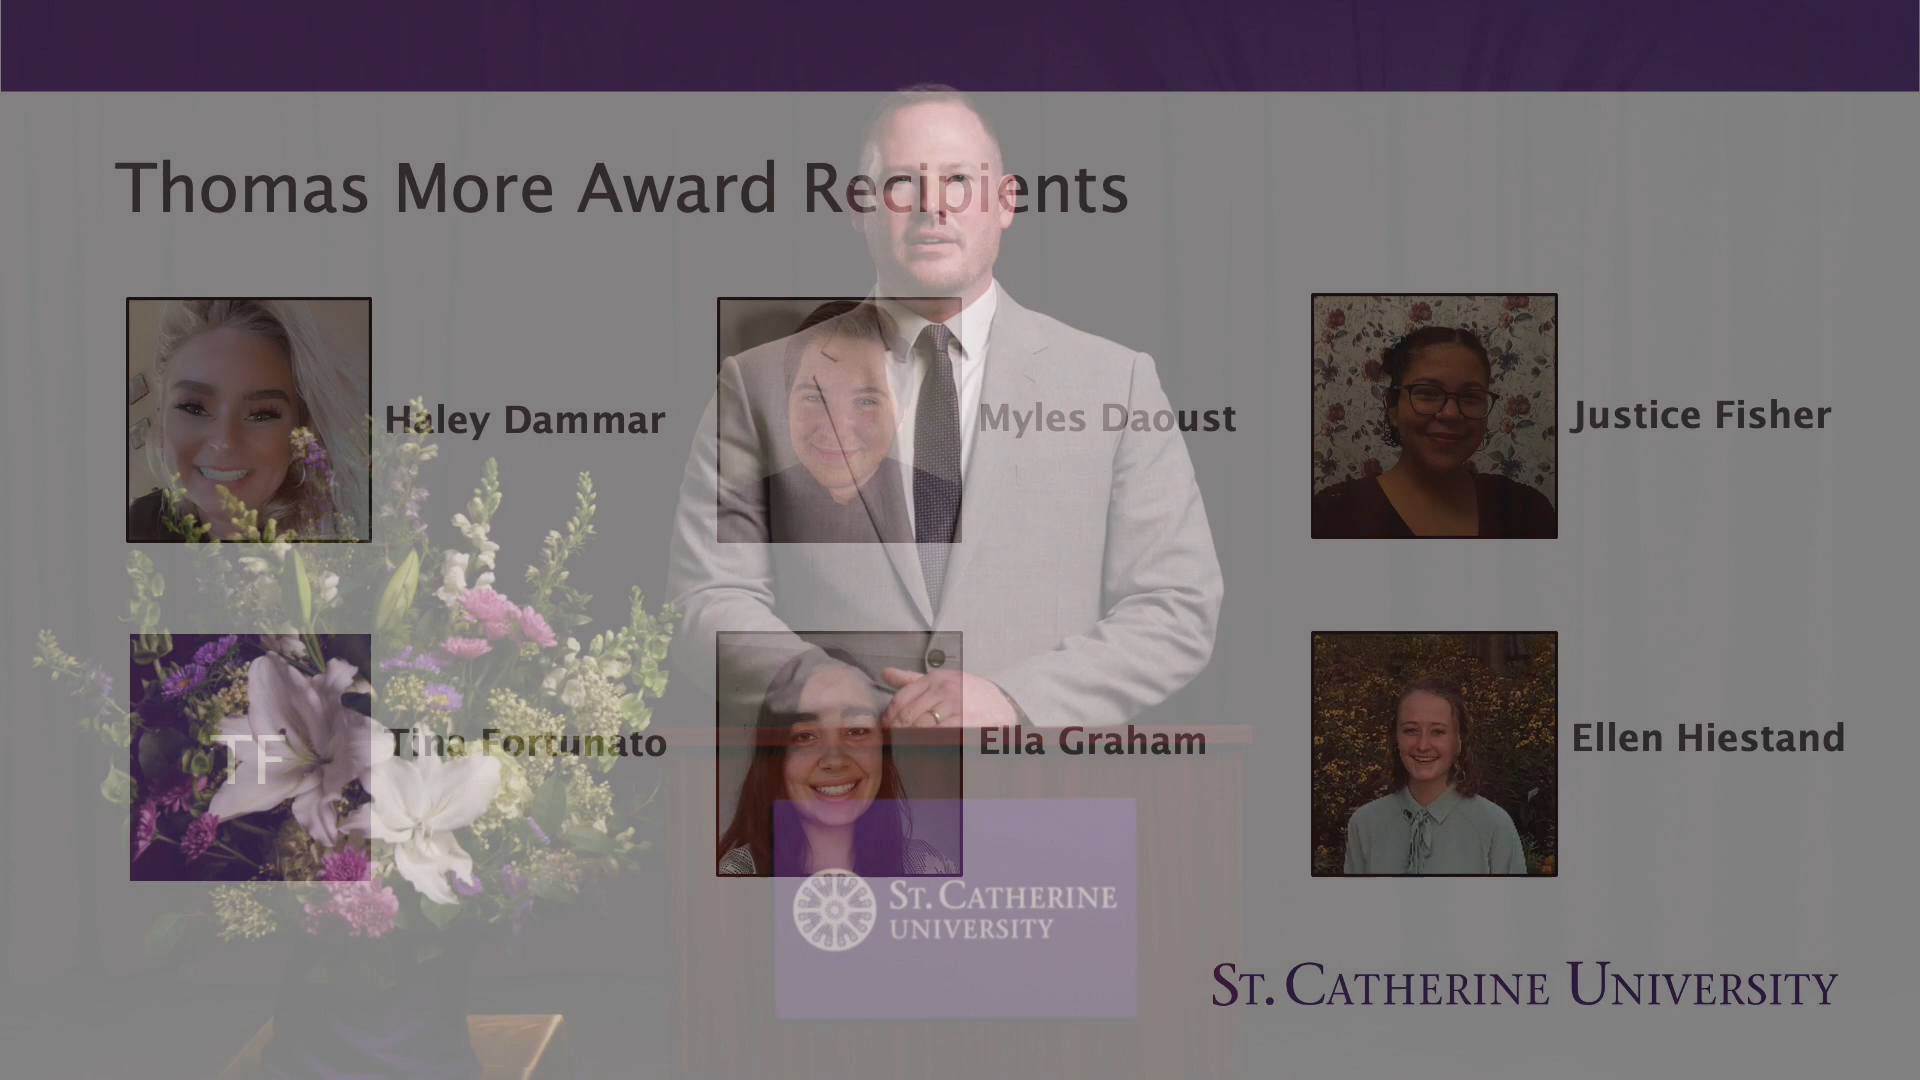 Thomas More Award Recipients
Haley Dammar
Myles Daoust
Justice Fisher
TF
Tina Fortunato
Ella Graham
Ellen Hiestand
ST. CATHERINE
UNIVERSITY
ST. CATHERINE UNIVERSITY